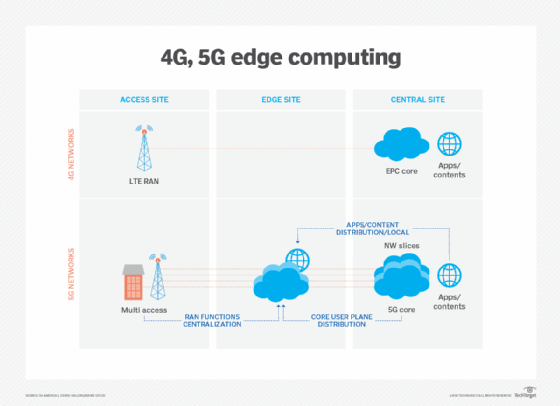 4G, 5G edge computing
ACCESS SITE
EDGE SITE
CENTRAL SITE
4G NETWORKS
LTE RAN
EPC core
Apps/
contents
5G NETWORKS
APPS/CONTENT
DISTRIBUTION/LOCAL
NW slices
Multi access
5G core
Apps/
contents
RAN FUNCTIONS
CENTRALIZATION
CORE USER PLANE
DISTRIBUTION
TechTarget